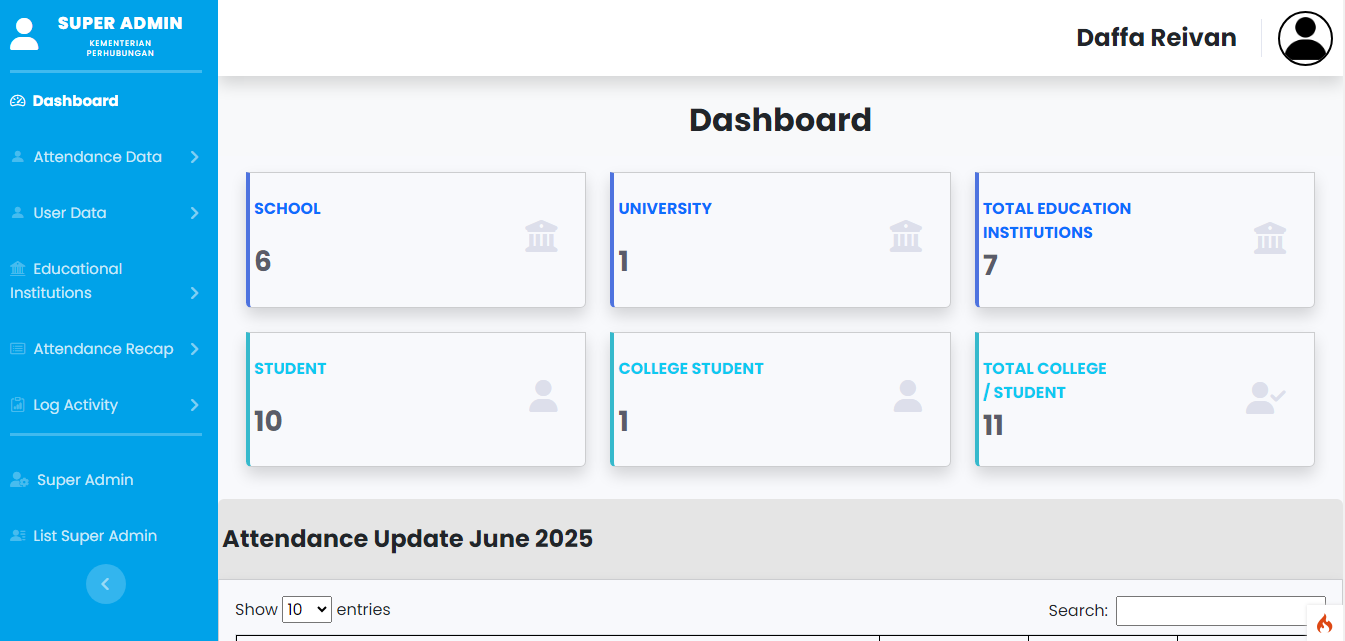 SUPER ADMIN
KEMENTERIAN
PERHUBUNGAN
Dashboard
Attendance Data
User Data
Educational
Institutions
Attendance Recap
Log Activity
Super Admin
List Super Admin
Daffa Reivan
Dashboard
SCHOOL
6
UNIVERSITY
1
TOTAL EDUCATION
INSTITUTIONS
7
STUDENT
10
COLLEGE STUDENT
1
TOTAL COLLEGE
/ STUDENT
11
Attendance Update June 2025
Show 10 entries
Search: